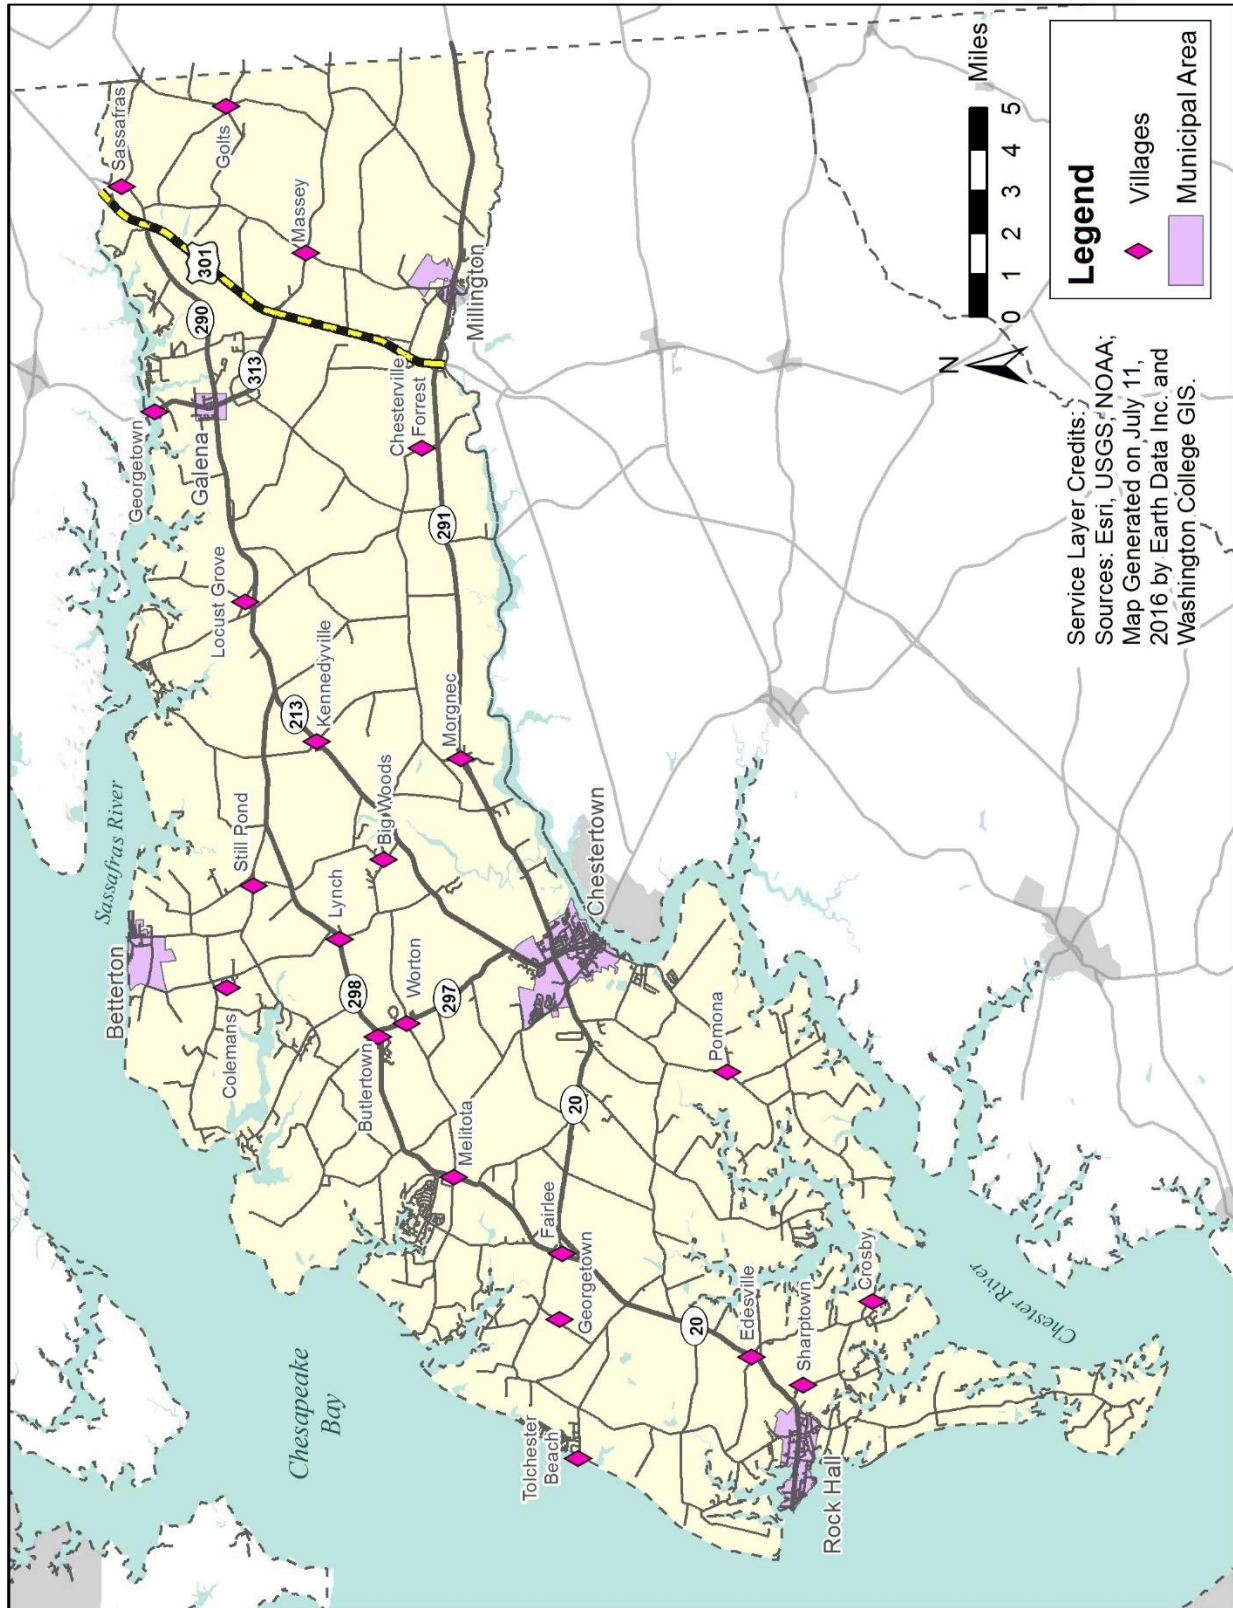 Sassafras
Golts
301
290
Massey
313
Georgetown
Galena
Millington
Chesterville
Forrest
291
Locust Grove
Sassafras River
213
Kennedyville
Morgnec
Still Pond
Big Woods
Betterton
Lynch
Colemans
298
Worton
297
Chestertown
Butlertown
Melitota
20
Pomona
Chesapeake
Bay
Fairlee
Georgetown
Tolchester
Beach
20
Edesville
Sharptown
Crosby
Rock Hall
Chester River
N
0 1 2 3 4 5
Miles
Service Layer Credits:
Sources: Esri, USGS, NOAA;
Map Generated on July 11,
2016 by Earth Data Inc. and
Washington College GIS.
Legend
Villages
Municipal Area